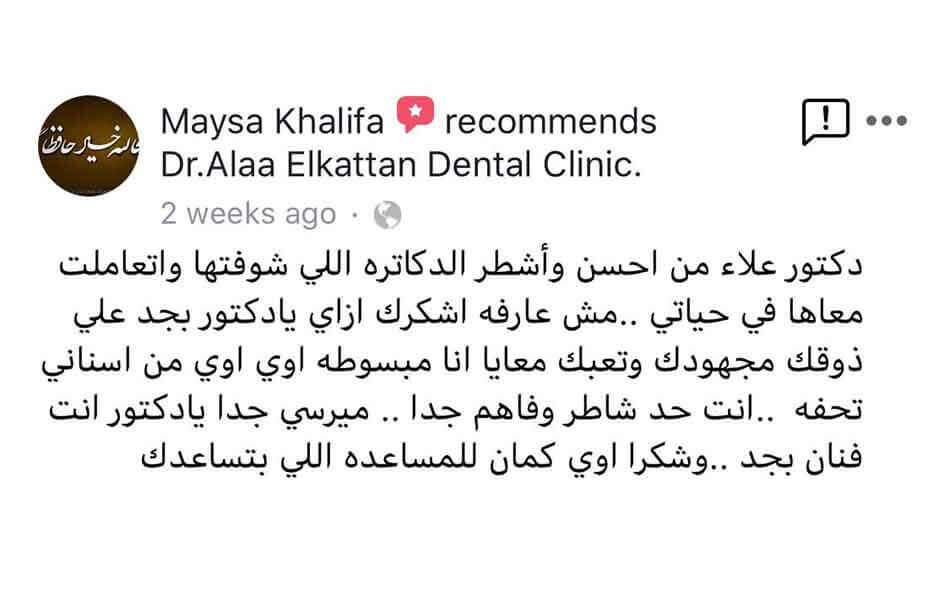 Maysa Khalifa recommends
Dr.Alaa Elkattan Dental Clinic.
2 weeks ago ·
دكتور علاء من احسن وأشطر الدكاتره اللي شوفتها واتعاملت
معاها في حياتي ..مش عارفه اشكرك ازاي يادكتور بجد علي
ذوقك مجهودك وتعبك معايا انا مبسوطه اوي اوي من اسناني
تحفه ..انت حد شاطر وفاهم جدا .. ميرسي جدا يادكتور انت
فنان بجد ..وشكرا اوي كمان للمساعده اللي بتساعدك